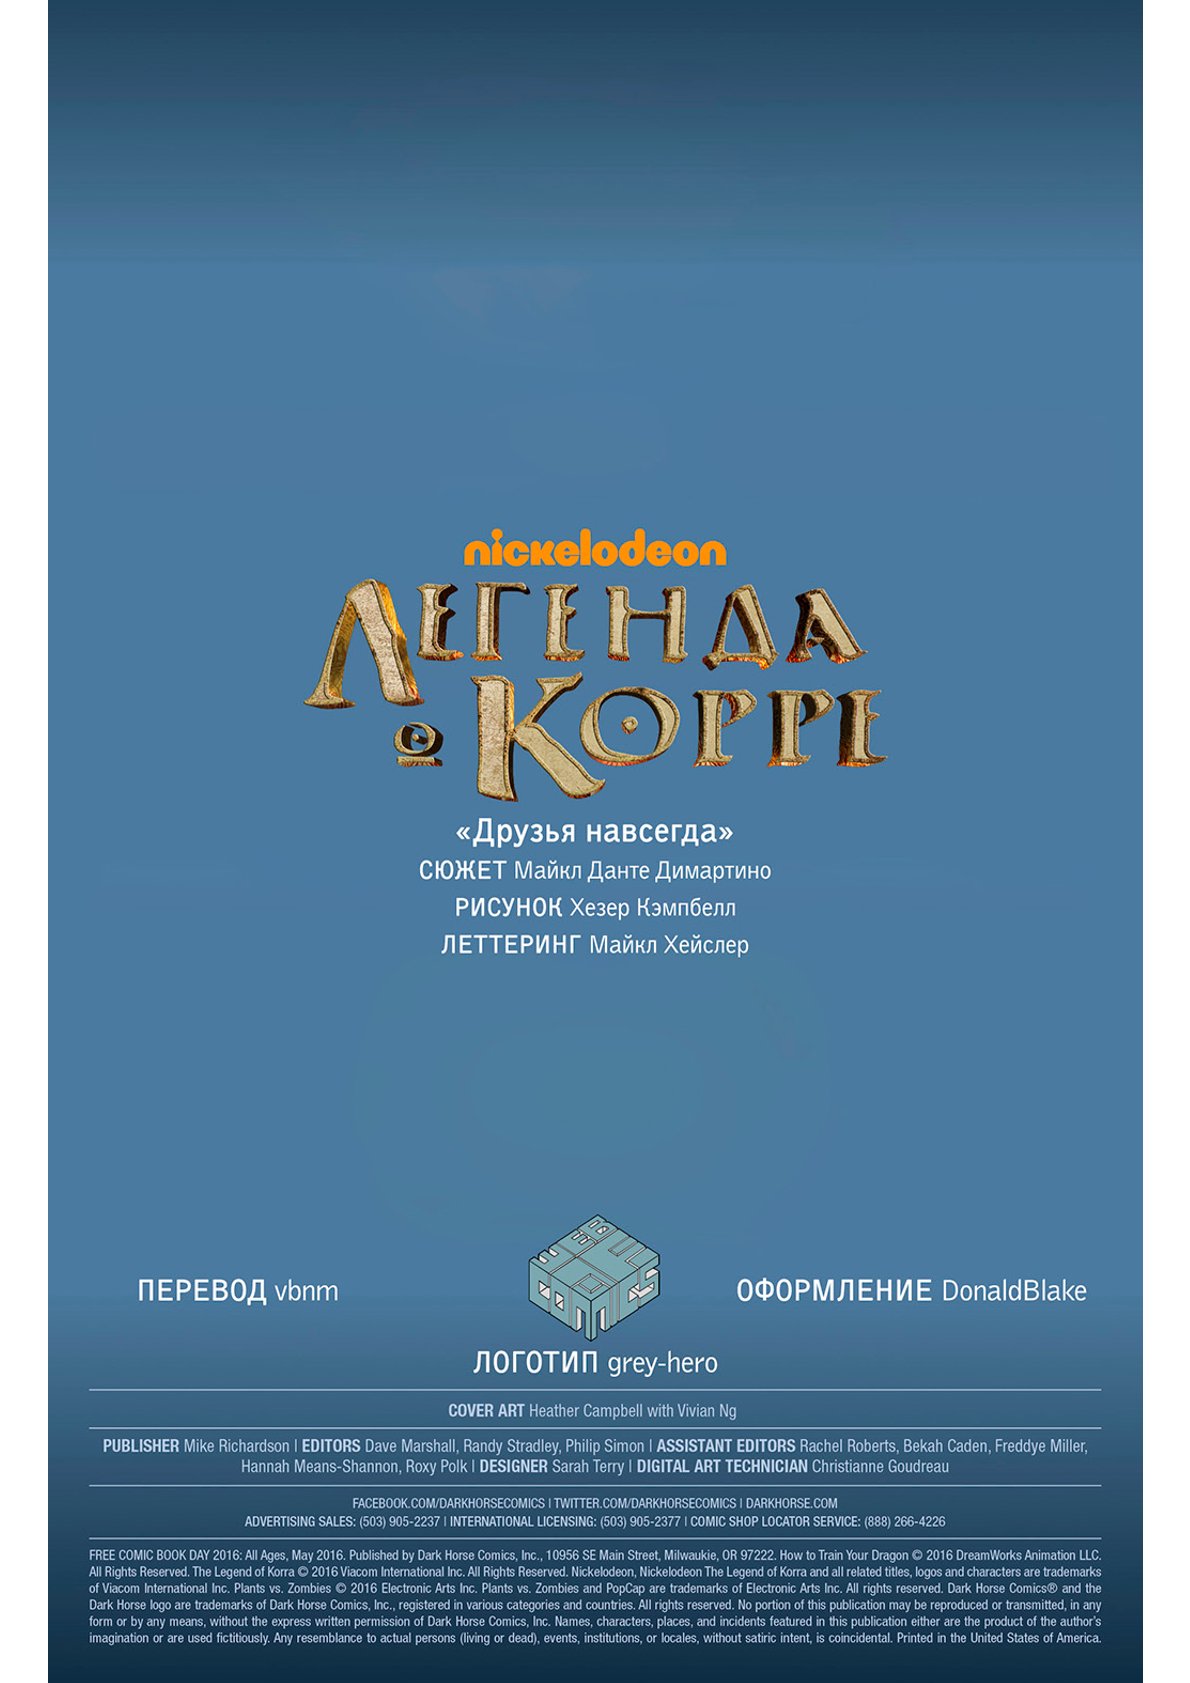 nickelodeon
ЛЕГЕНДА
О КОРРЕ
«Друзья навсегда»
СЮЖЕТ Майкл Данте Димартино
РИСУНОК Хезер Кэмпбелл
ЛЕТТЕРИНГ Майкл Хейслер
ПЕРЕВОД vbnm
ОФОРМЛЕНИЕ DonaldBlake
ЛОГОТИП grey-hero
COVER ART Heather Campbell with Vivian Ng
PUBLISHER Mike Richardson | EDITORS Dave Marshall, Randy Stradley, Philip Simon | ASSISTANT EDITORS Rachel Roberts, Bekah Caden, Freddye Miller,
Hannah Means-Shannon, Roxy Polk | DESIGNER Sarah Terry | DIGITAL ART TECHNICIAN Christianne Goudreau
FACEBOOK.COM/DARKHORSECOMICS | TWITTER.COM/DARKHORSECOMICS | DARKHORSE.COM
ADVERTISING SALES: (503) 905-2237 | INTERNATIONAL LICENSING: (503) 905-2377 | COMIC SHOP LOCATOR SERVICE: (888) 266-4226
FREE COMIC BOOK DAY 2016: All Ages, May 2016. Published by Dark Horse Comics, Inc., 10956 SE Main Street, Milwaukie, OR 97222. How to Train Your Dragon © 2016 DreamWorks Animation LLC.
All Rights Reserved. The Legend of Korra © 2016 Viacom International Inc. All Rights Reserved. Nickelodeon, Nickelodeon The Legend of Korra and all related titles, logos and characters are trademarks
of Viacom International Inc. Plants vs. Zombies © 2016 Electronic Arts Inc. Plants vs. Zombies and PopCap are trademarks of Electronic Arts Inc. All rights reserved. Dark Horse Comics® and the
Dark Horse logo are trademarks of Dark Horse Comics, Inc., registered in various categories and countries. All rights reserved. No portion of this publication may be reproduced or transmitted, in any
form or by any means, without the express written permission of Dark Horse Comics, Inc. Names, characters, places, and incidents featured in this publication either are the product of the author's
imagination or are used fictitiously. Any resemblance to actual persons (living or dead), events, institutions, or locales, without satiric intent, is coincidental. Printed in the United States of America.